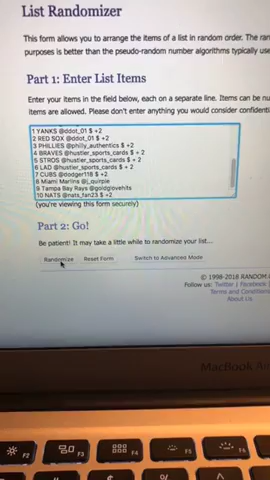 List Randomizer
This form allows you to arrange the items of a list in random order. The ran
purposes is better than the pseudo-random number algorithms typically use
Part 1: Enter List Items
Enter your items in the field below, each on a separate line. Items can be nu
items are allowed. Please don't enter anything you would consider confidenti
1 YANKS @ddot_01 $ +2
2 RED SOX @ddot_01 $ +2
3 PHILLIES @philly_authentics $ +2
4 BRAVES @hustler_sports_cards $ + 2
5 STROS @hustler_sports_cards $ + 2
6 LAD @hustler_sports_cards $ + 2
7 CUBS @dodger118 $ +2
8 Miami Marlins @j_quirpie
9 Tampa Bay Rays @goldglovehits
10 NATS @nats_fan23 $ +2
(you're viewing this form securely)
Part 2: Go!
Be patient! It may take a little while to randomize your list...
Randomize Reset Form Switch to Advanced Mode
© 1998-2018 RANDOM.
Follow us: Twitter | Facebook |
Terms and Conditions
About Us
MacBook Air
F2 F3 F4 F5 F6
$ %